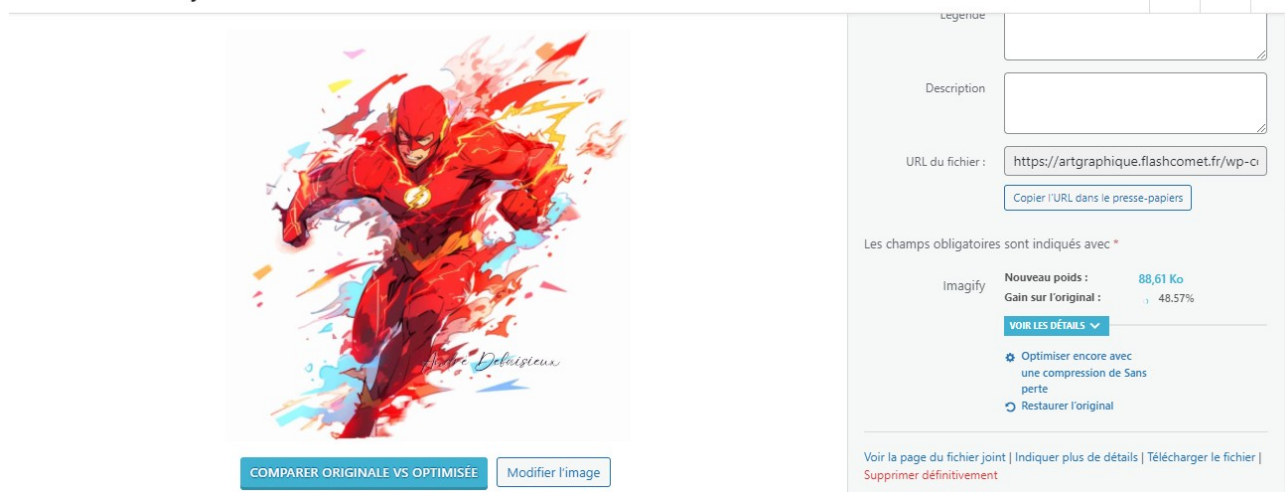 Légende
Description
URL du fichier :
https://artgraphique.flashcomet.fr/wp-co
Copier l'URL dans le presse-papiers
Les champs obligatoires sont indiqués avec *
Imagify
Nouveau poids :
88,61 Ko
Gain sur l'original :
48.57%
VOIR LES DÉTAILS
Optimiser encore avec
une compression de Sans
perte
Restaurer l'original
Voir la page du fichier joint | Indiquer plus de détails | Télécharger le fichier |
Supprimer définitivement
COMPARER ORIGINALE VS OPTIMISÉE
Modifier l'image